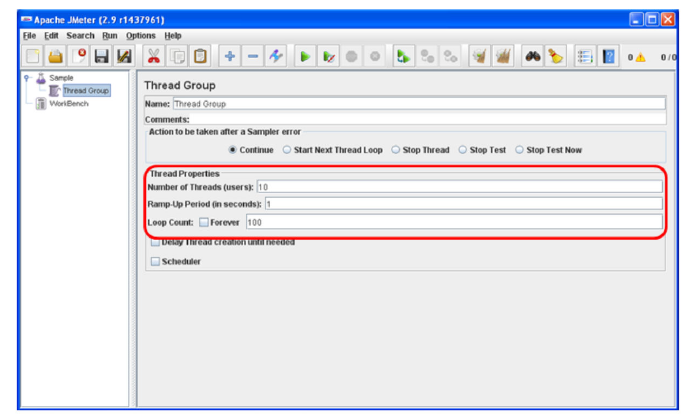 Apache JMeter (2.9 r1437961)
File Edit Search Run Options Help
0 0/0
Sample
Thread Group
WorkBench
Thread Group
Name: Thread Group
Comments:
Action to be taken after a Sampler error
Continue Start Next Thread Loop Stop Thread Stop Test Stop Test Now
Thread Properties
Number of Threads (users): 10
Ramp-Up Period (in seconds): 1
Loop Count: Forever 100
Delay Thread creation until needed
Scheduler